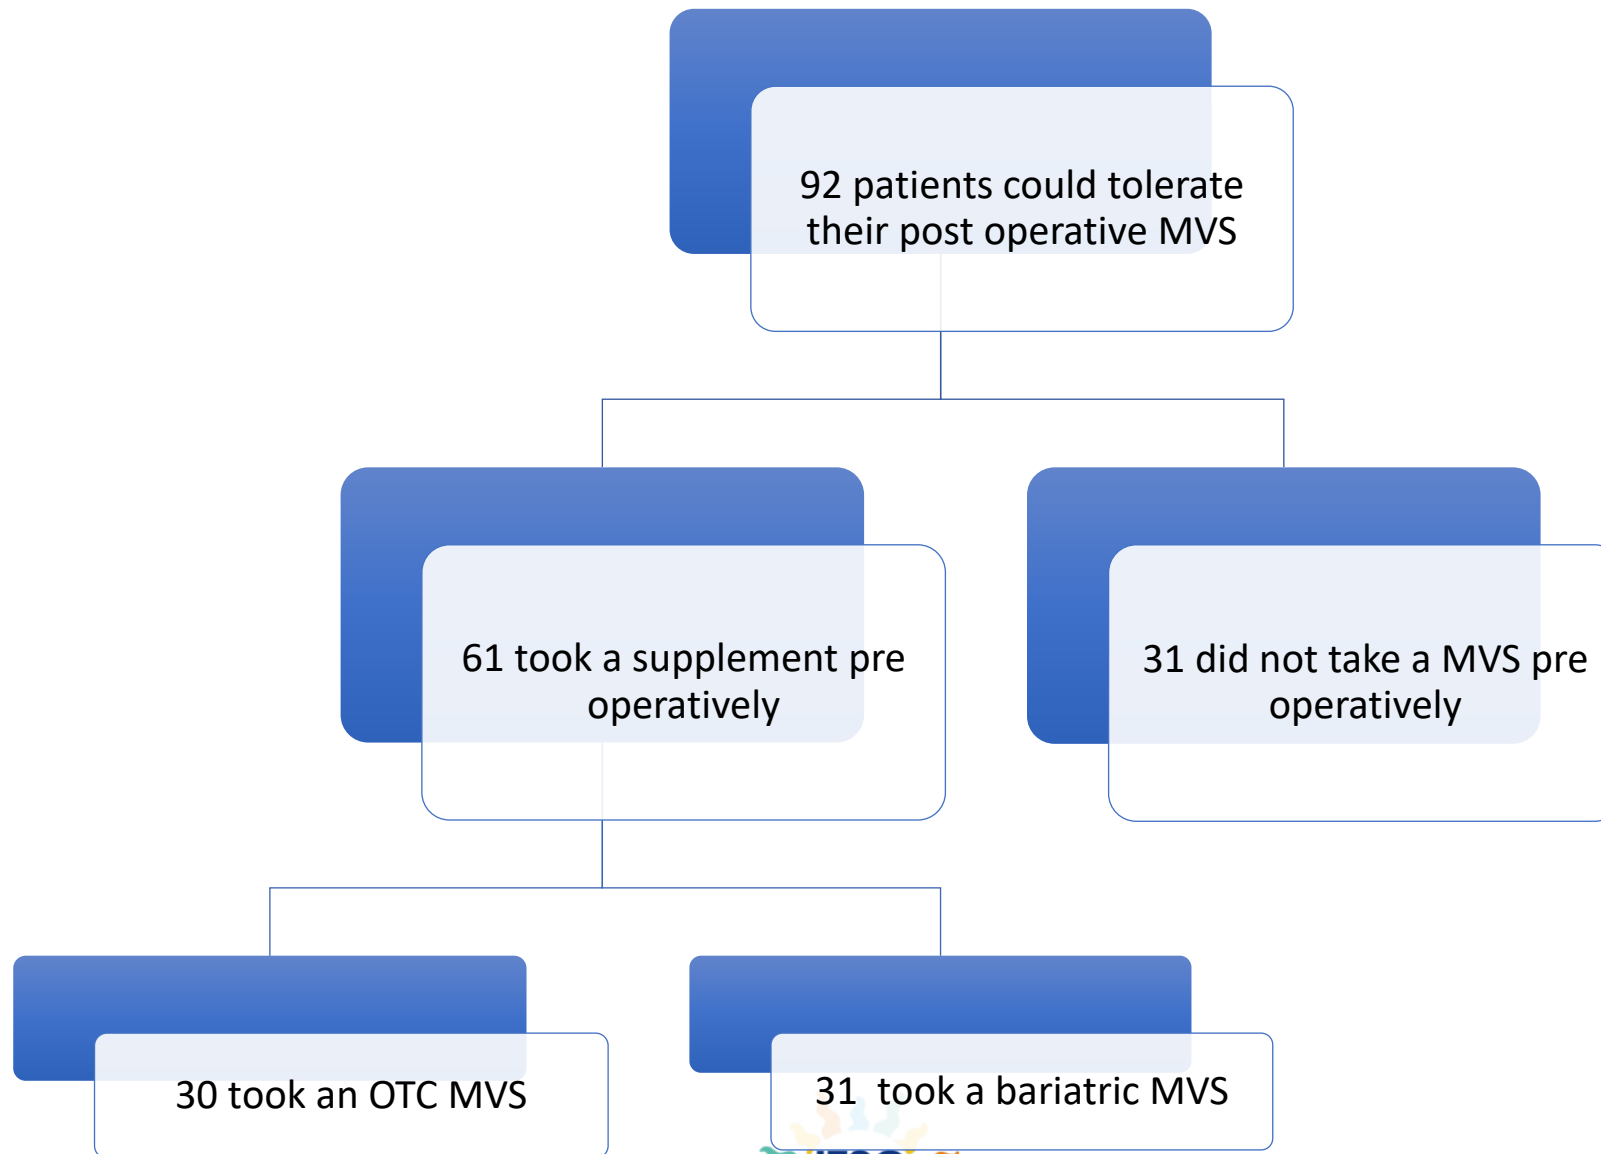 92 patients could tolerate
their post operative MVS
61 took a supplement pre
operatively
31 did not take a MVS pre
operatively
30 took an OTC MVS
31  took a bariatric MVS